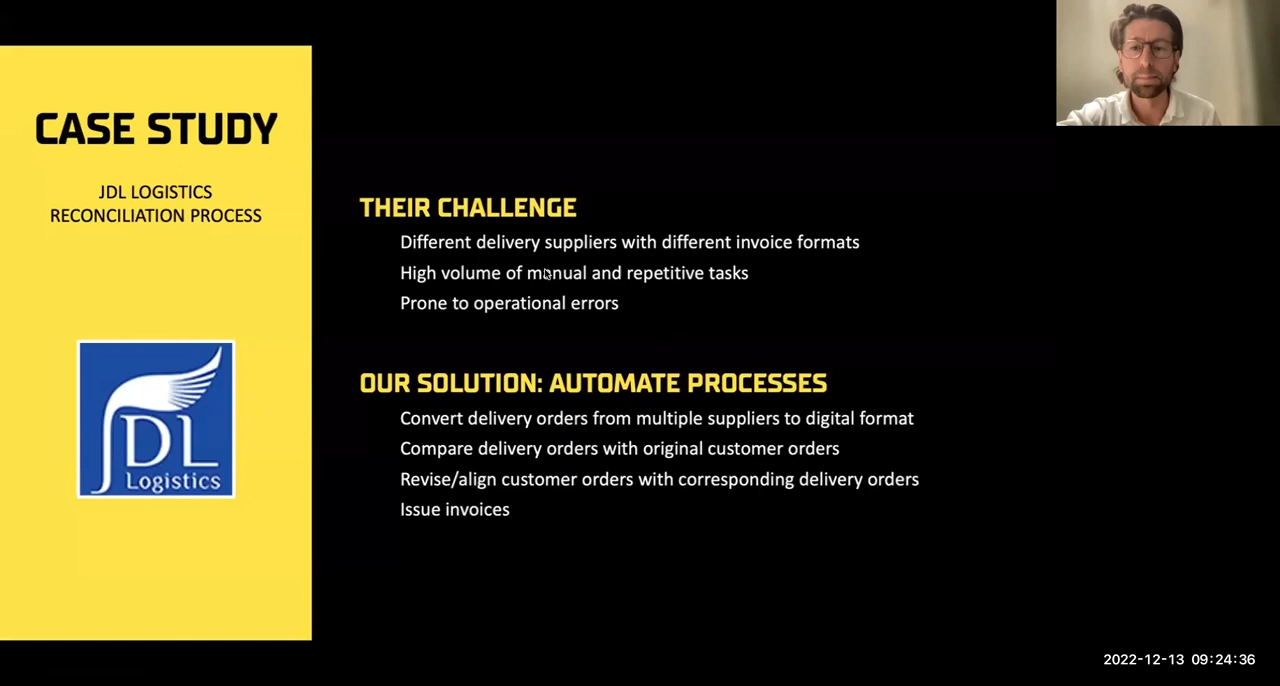 CASE STUDY
JDL LOGISTICS
RECONCILIATION PROCESS
JDL
Logistics
THEIR CHALLENGE
Different delivery suppliers with different invoice formats
High volume of manual and repetitive tasks
Prone to operational errors
OUR SOLUTION: AUTOMATE PROCESSES
Convert delivery orders from multiple suppliers to digital format
Compare delivery orders with original customer orders
Revise/align customer orders with corresponding delivery orders
Issue invoices
2022-12-13 09:24:36